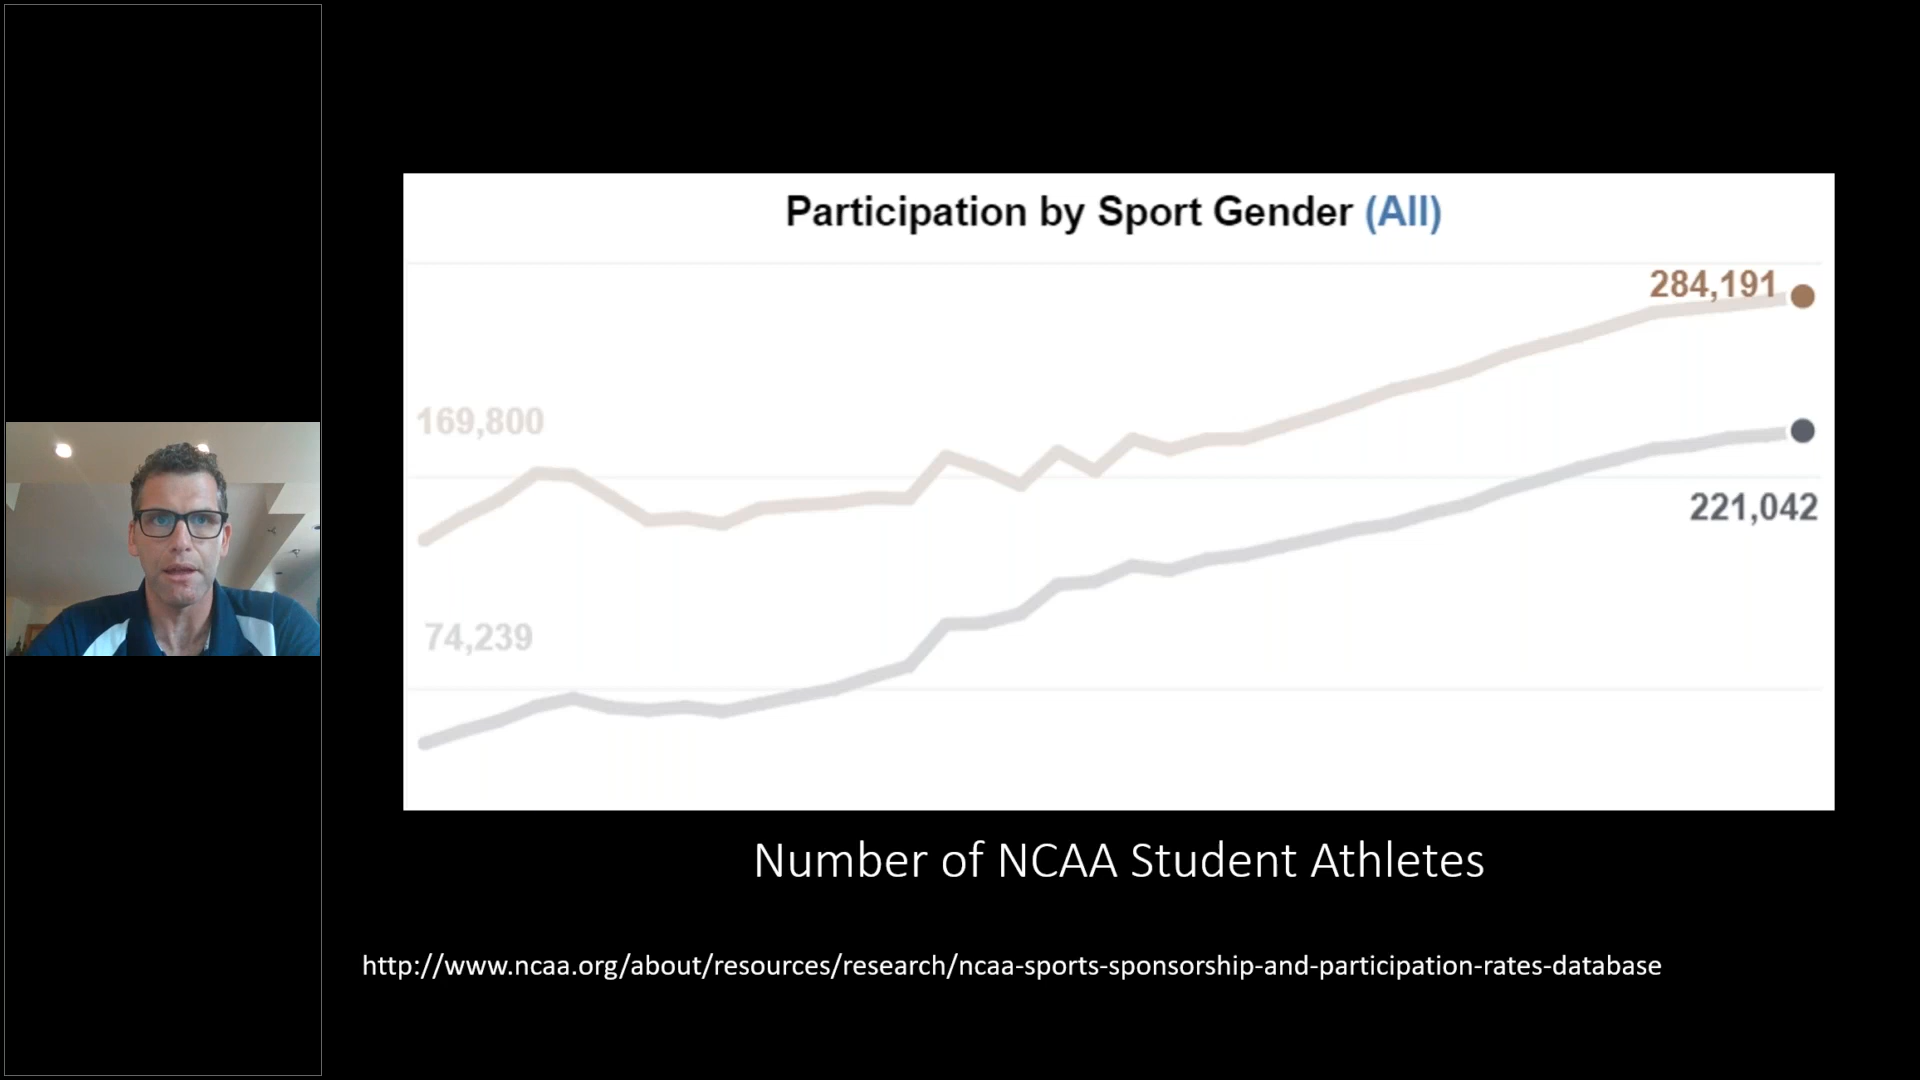 Participation by Sport Gender (All)
284,191
169,800
221,042
74,239
Number of NCAA Student Athletes
http://www.ncaa.org/about/resources/research/ncaa-sports-sponsorship-and-participation-rates-database